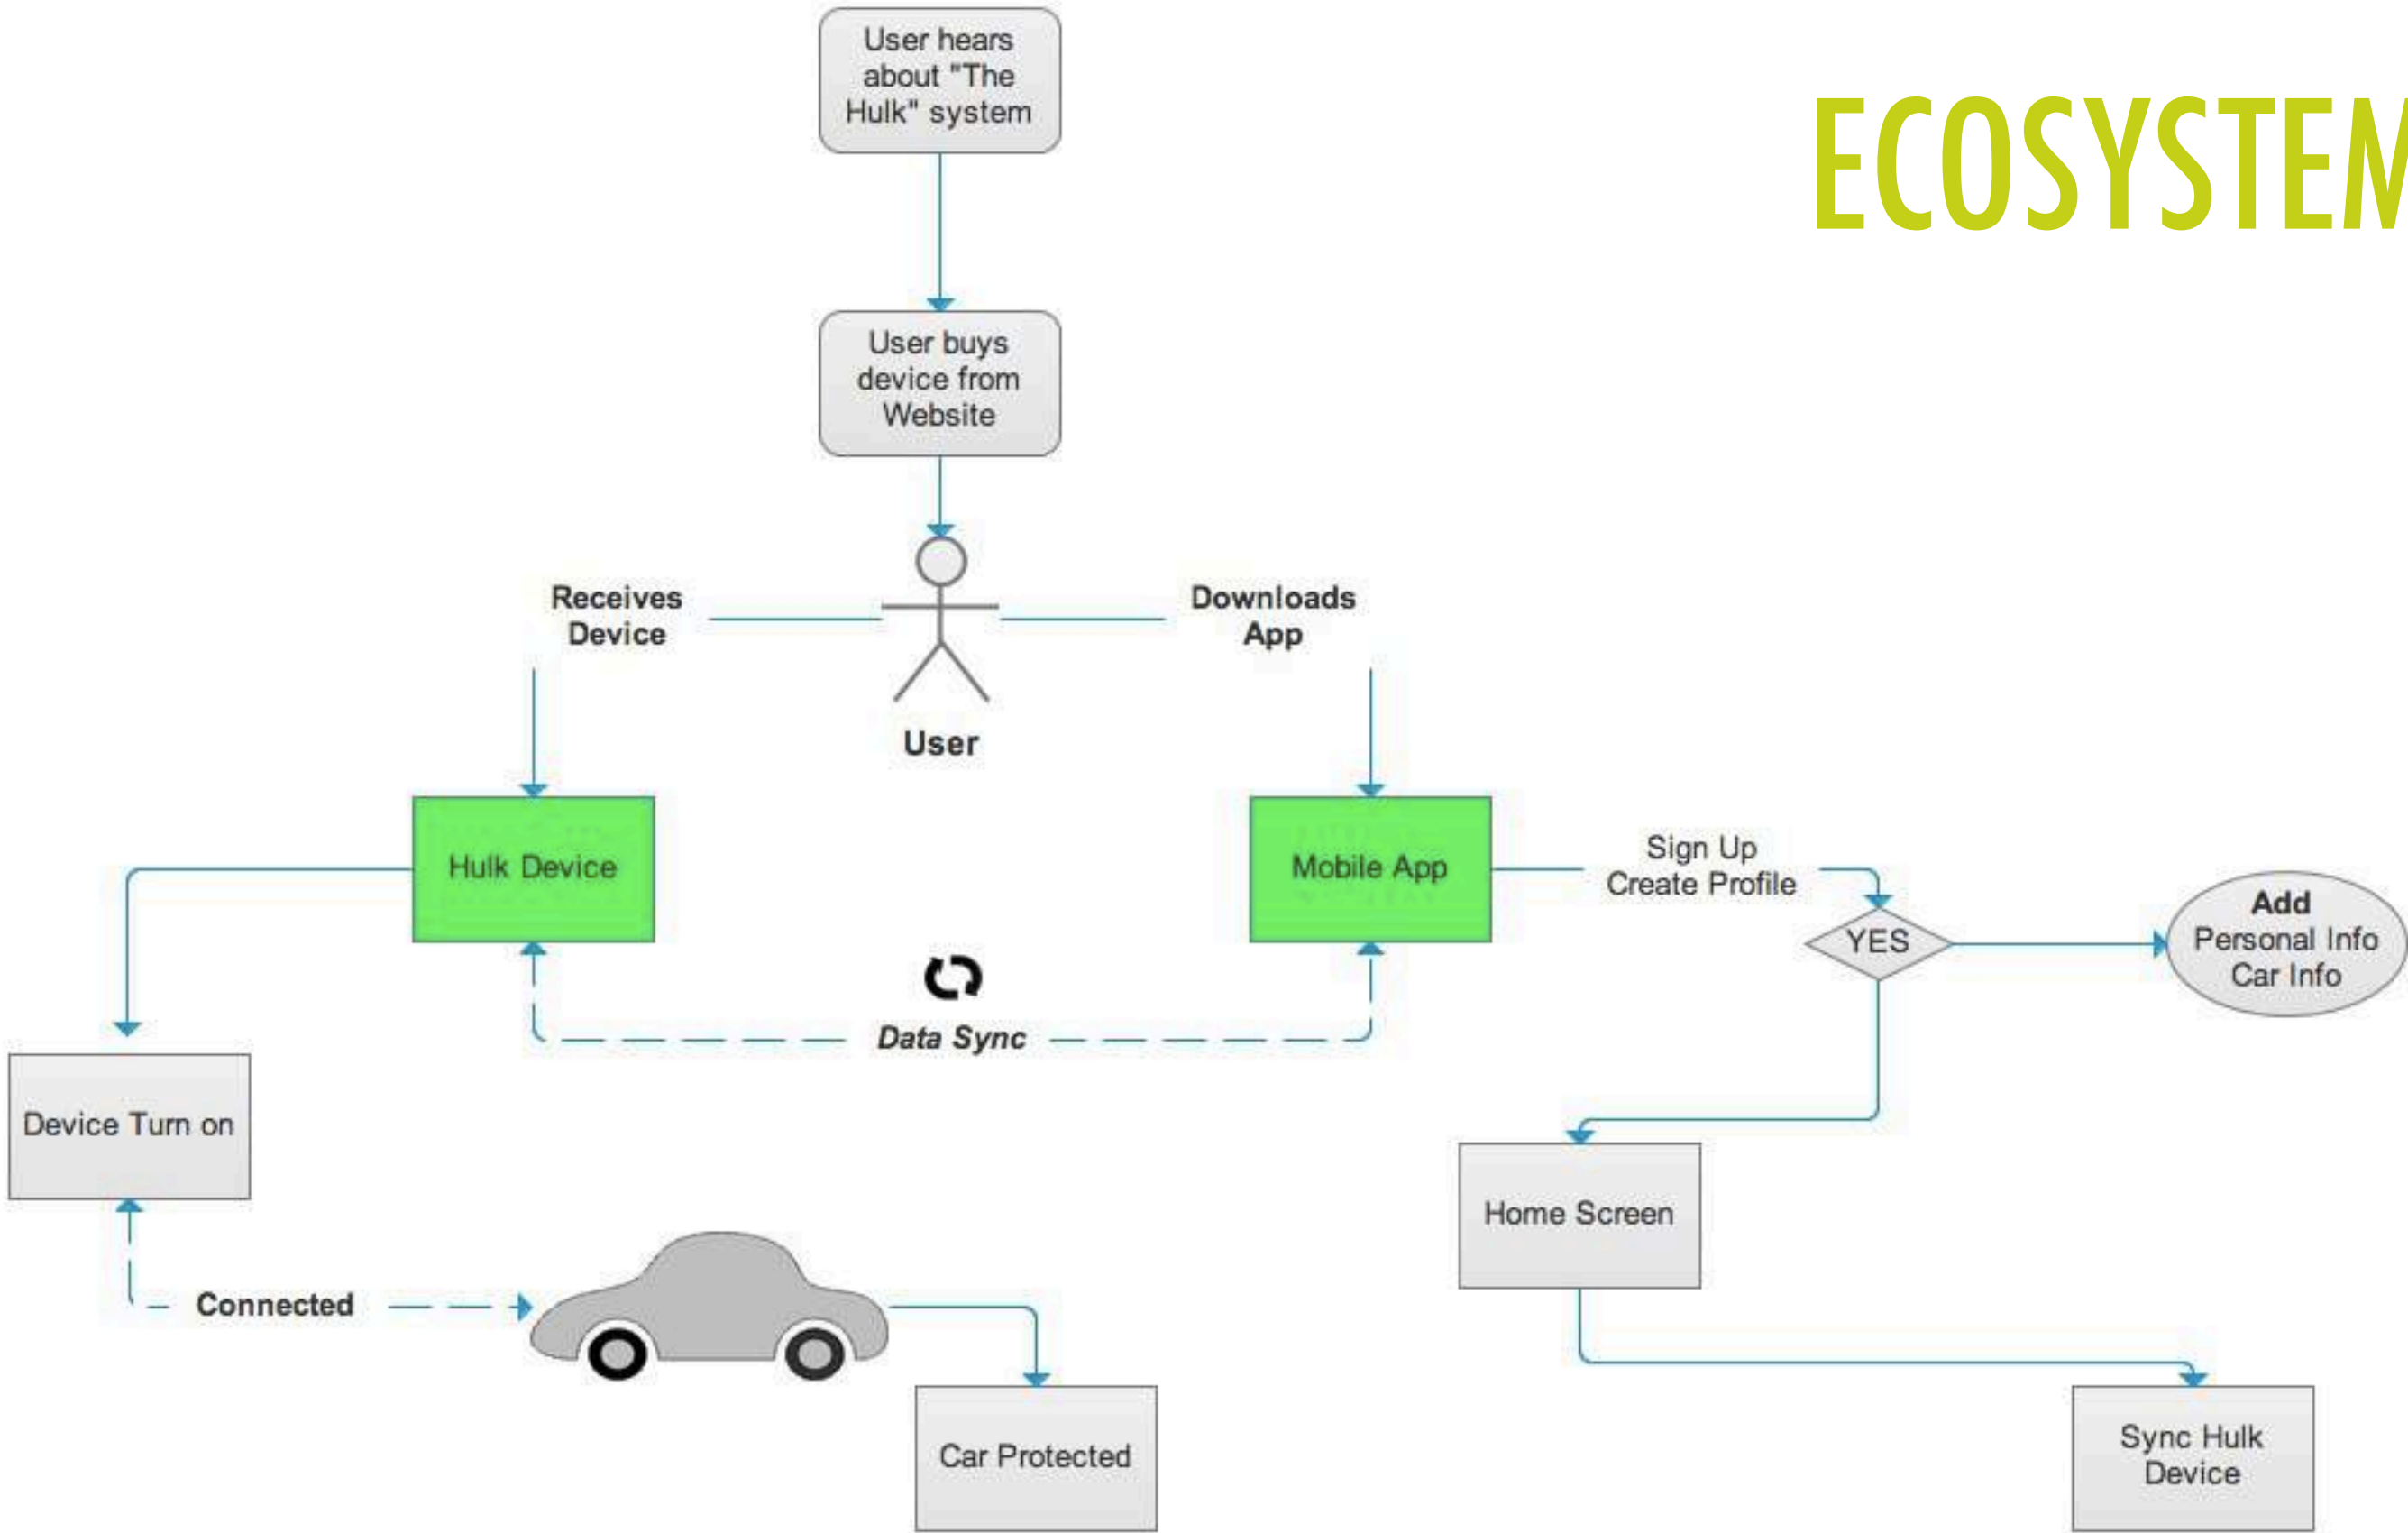 User hears
about "The
Hulk" system
ECOSYSTEM
User buys
device from
Website
Receives
Device
Downloads
App
User
Hulk Device
Mobile App
Sign Up
Create Profile
YES
Add
Personal Info
Car Info
Data Sync
Device Turn on
Home Screen
Connected
Car Protected
Sync Hulk
Device